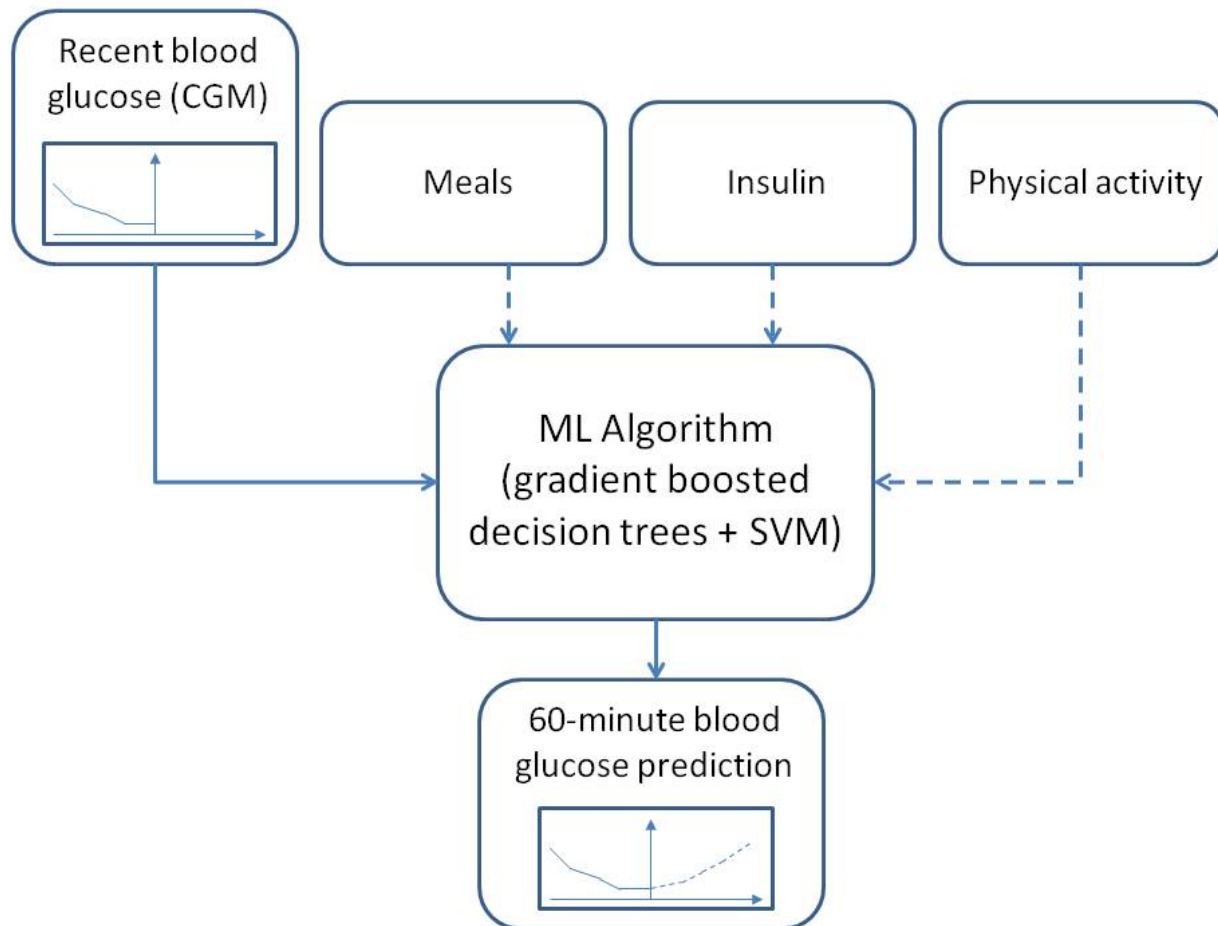 Recent blood
glucose (CGM)
Meals
Insulin
Physical activity
ML Algorithm
(gradient boosted
decision trees + SVM)
60-minute blood
glucose prediction